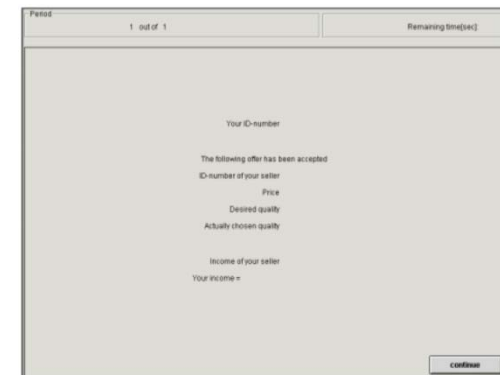 Period
1 out of 1
Remaining time[sec]:
Your ID-number
The following offer has been accepted
ID-number of your seller
Price
Desired quality
Actually chosen quality
Income of your seller
Your income =
continue